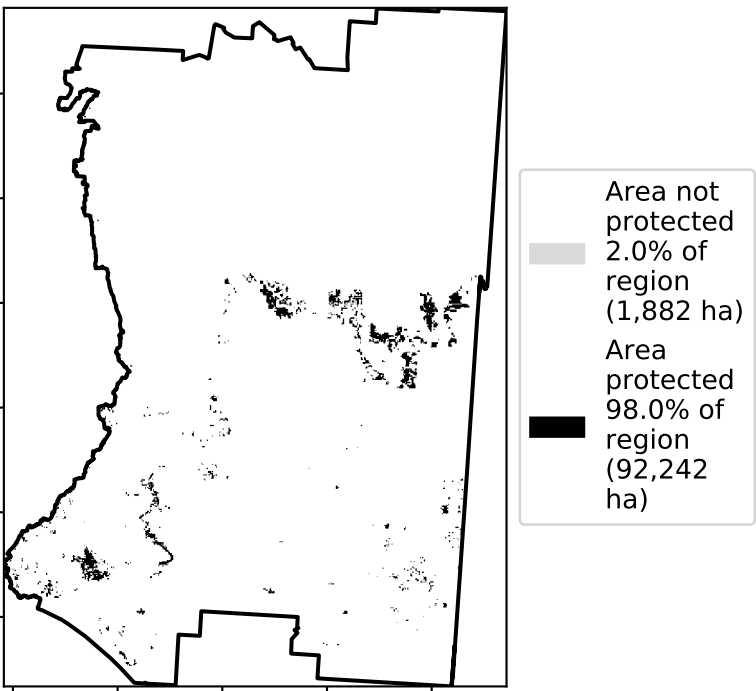 Area not
protected
2.0% of
region
(1,882 ha)
Area
protected
98.0% of
region
(92,242
ha)